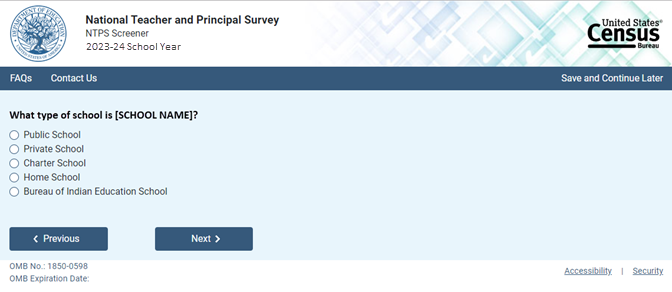 National Teacher and Principal Survey
NTPS Screener
2023-24 School Year
United States®
Census
Bureau
FAQs Contact Us Save and Continue Later
What type of school is [SCHOOL NAME]?
Public School
Private School
Charter School
Home School
Bureau of Indian Education School
Previous Next
OMB No.: 1850-0598
OMB Expiration Date:
Accessibility | Security